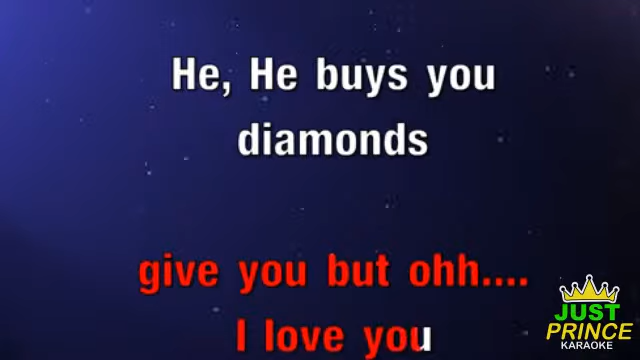 He, He buys you
diamonds
give you but ohh....
I love you
JUST
PRINCE
KARAOKE